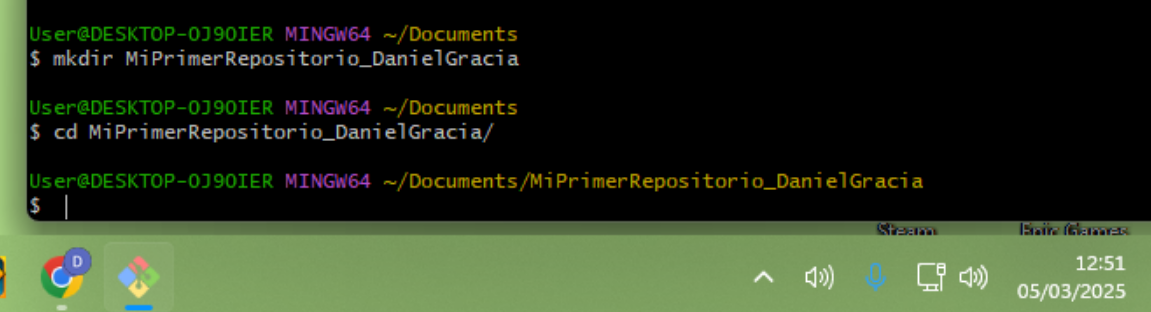 User@DESKTOP-OJ9OIER MINGW64 ~/Documents
$ mkdir MiPrimerRepositorio_DanielGracia
User@DESKTOP-OJ9OIER MINGW64 ~/Documents
$ cd MiPrimerRepositorio_DanielGracia/
User@DESKTOP-OJ9OIER MINGW64 ~/Documents/MiPrimerRepositorio_DanielGracia
$
Steam
Epic Games
D
12:51
05/03/2025